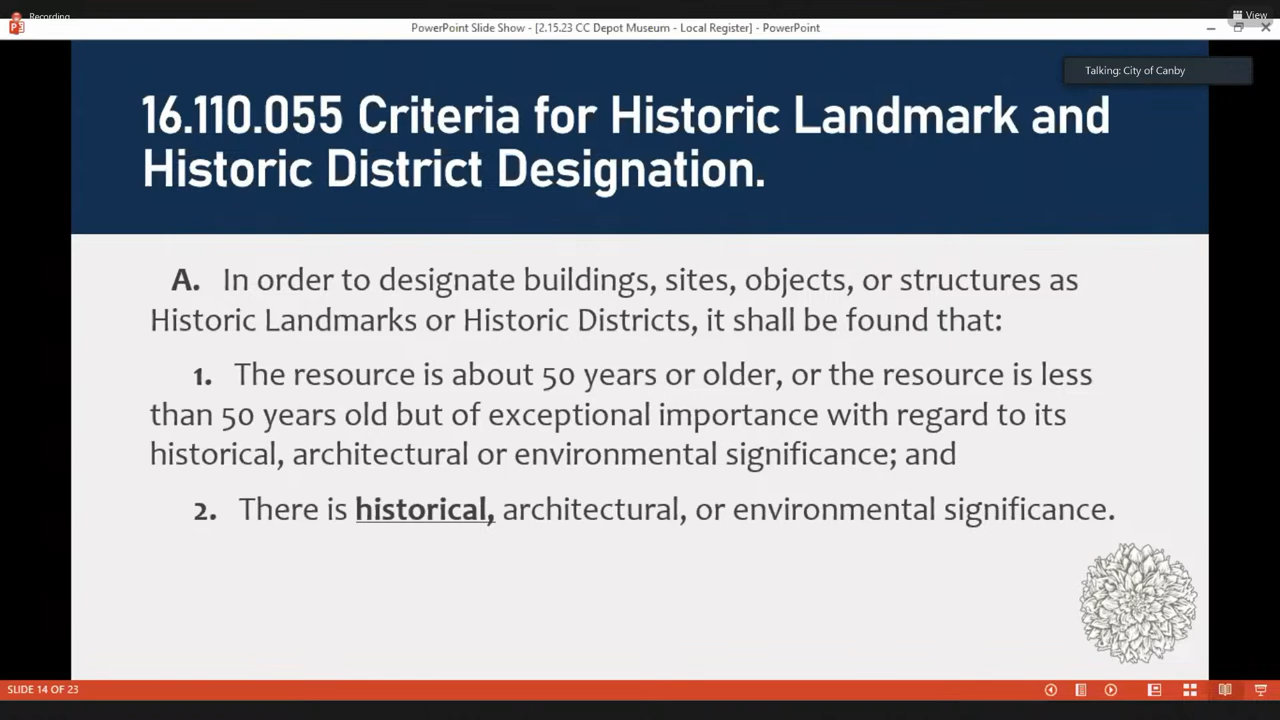 Recording
View
PowerPoint Slide Show - [2.15.23 CC Depot Museum - Local Register] - PowerPoint
Talking: City of Canby
16.110.055 Criteria for Historic Landmark and
Historic District Designation.
A. In order to designate buildings, sites, objects, or structures as
Historic Landmarks or Historic Districts, it shall be found that:
1. The resource is about 50 years or older, or the resource is less
than 50 years old but of exceptional importance with regard to its
historical, architectural or environmental significance; and
2. There is historical, architectural, or environmental significance.
SLIDE 14 OF 23